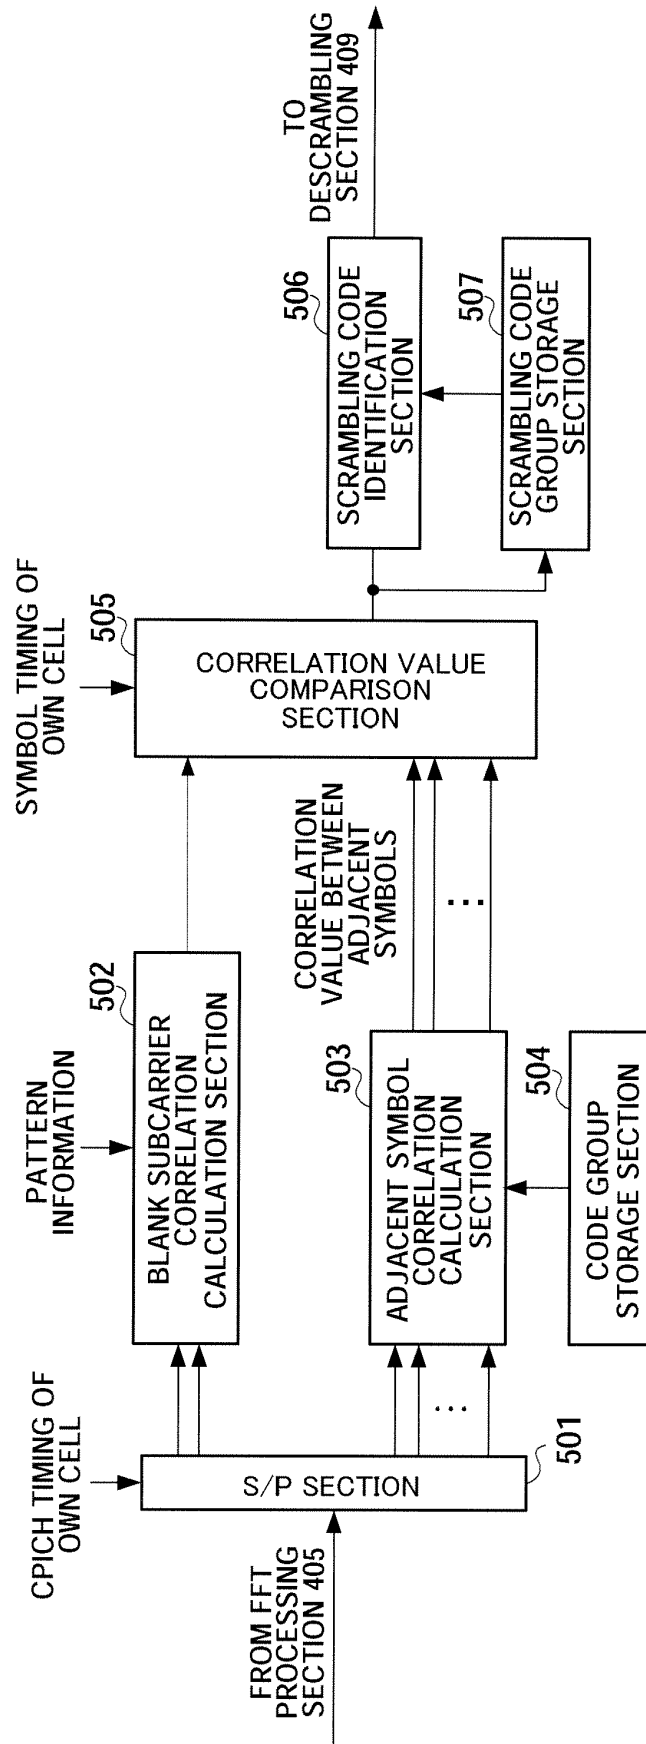 FROM FFT
PROCESSING
SECTION 405
CPICH TIMING OF
OWN CELL
S/P SECTION
501
PATTERN
INFORMATION
502
BLANK SUBCARRIER
CORRELATION
CALCULATION SECTION
503
ADJACENT SYMBOL
CORRELATION
CALCULATION
SECTION
504
CODE GROUP
STORAGE SECTION
...
CORRELATION
VALUE BETWEEN
ADJACENT
SYMBOLS
...
SYMBOL TIMING OF
OWN CELL
505
CORRELATION VALUE
COMPARISON
SECTION
506
SCRAMBLING CODE
IDENTIFICATION
SECTION
507
SCRAMBLING CODE
GROUP STORAGE
SECTION
TO
DESCRAMBLING
SECTION 409